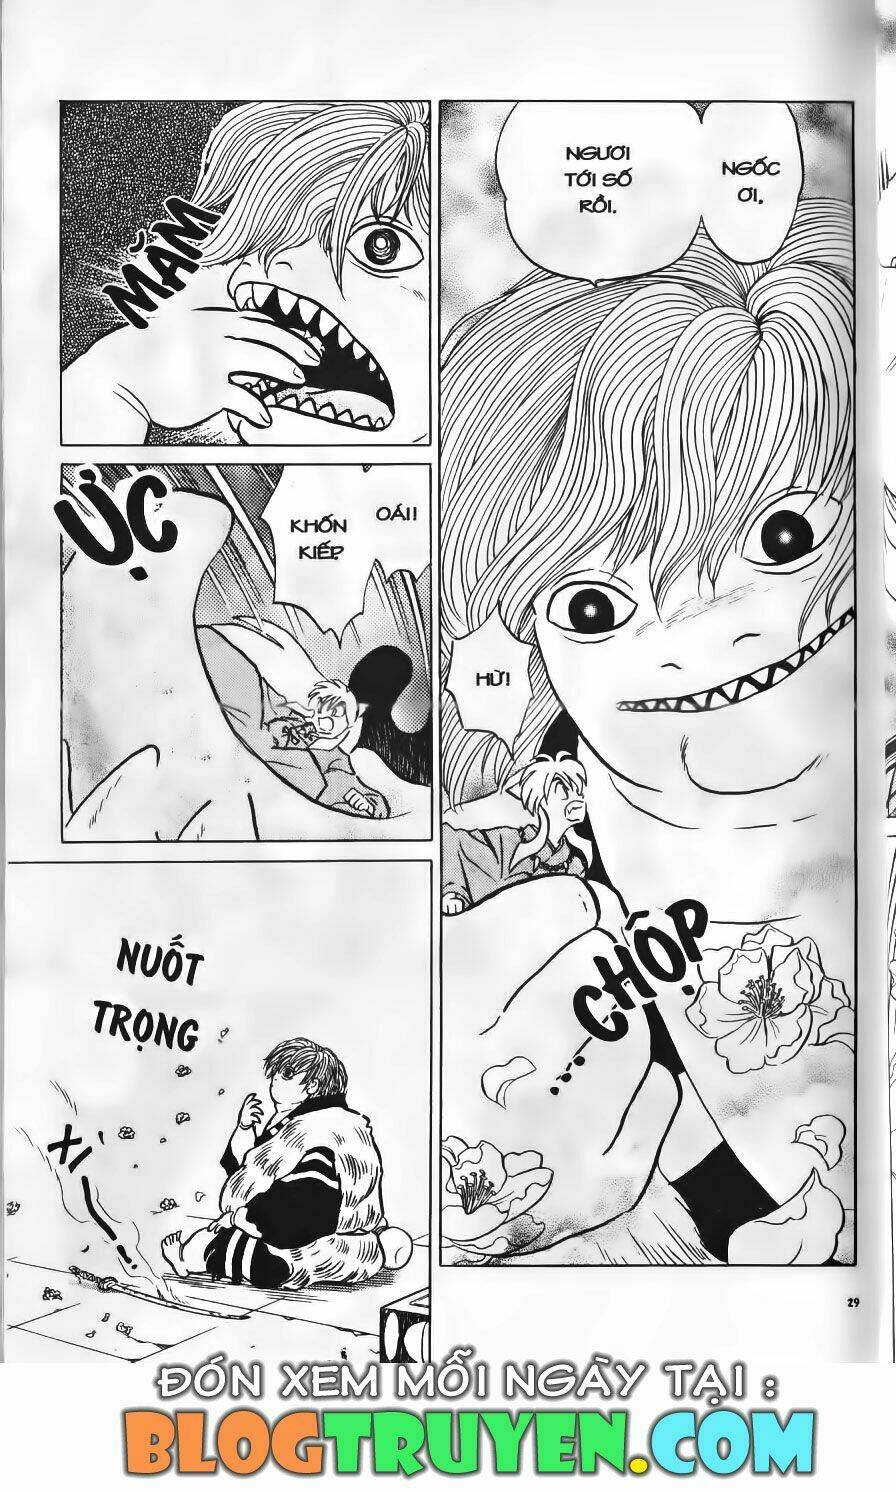 NGỐC
ƠI.
NGƯƠI
TỚI SỐ
RỒI.
HỪ!
CHỘP
MĂM
OÁI!
KHỐN
KIẾP.
ỰC
NUỐT
TRỌNG
XÌ
29
ĐÓN XEM MỖI NGÀY TẠI :
BLOGTRUYEN.COM